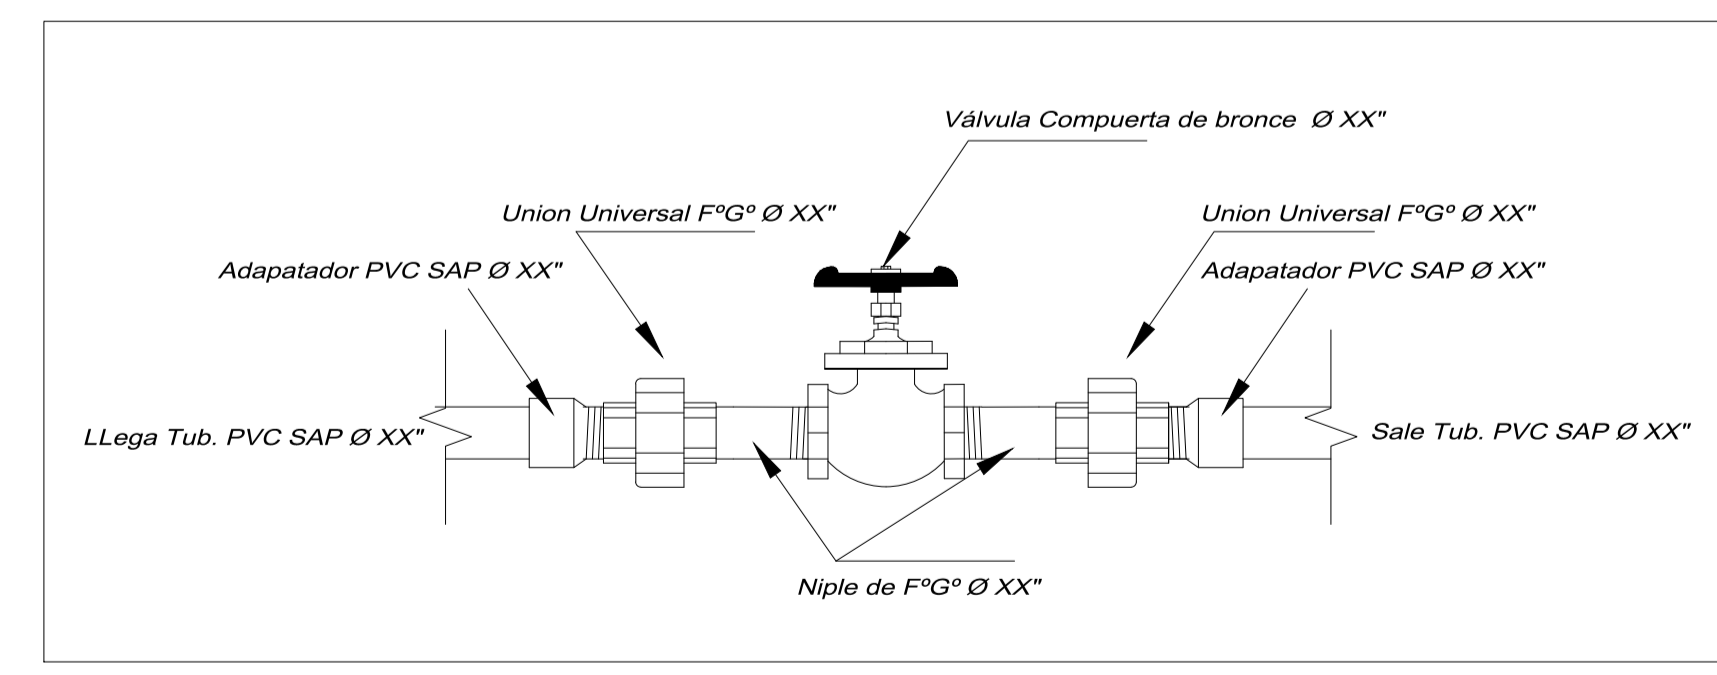 Válvula Compuerta de bronce Ø XX"
Union Universal FºGº Ø XX"
Union Universal FºGº Ø XX"
Adapatador PVC SAP Ø XX"
Adapatador PVC SAP Ø XX"
LLega Tub. PVC SAP Ø XX"
Sale Tub. PVC SAP Ø XX"
Niple de FºGº Ø XX"